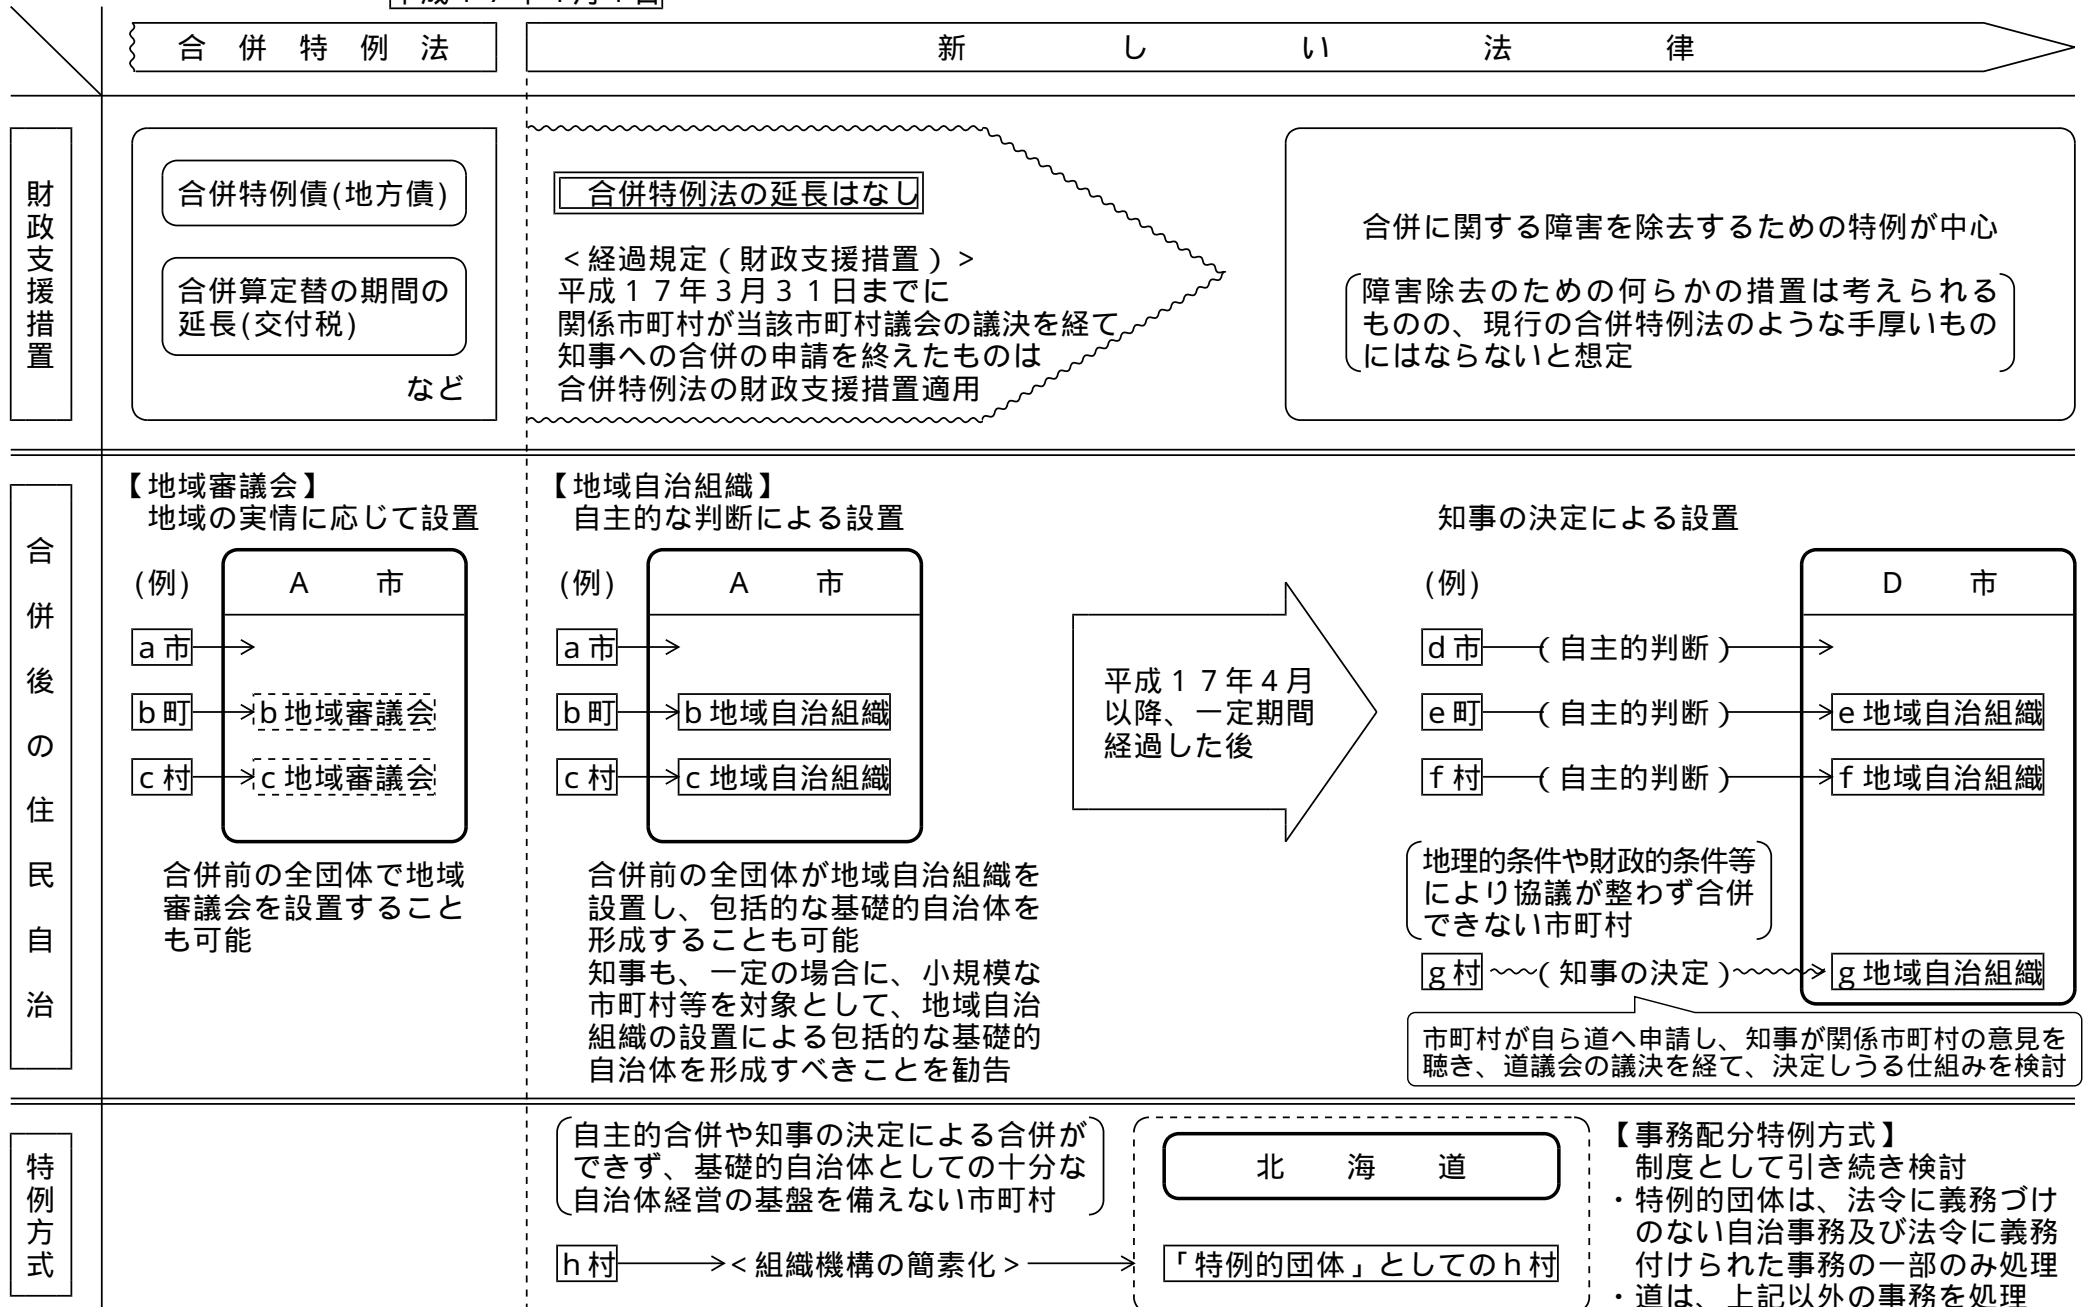 合併特例法
新しい法律
財政支援措置
合併特例債(地方債)
合併算定替の期間の
延長(交付税)
など
合併特例法の延長はなし
<経過規定(財政支援措置)>
平成17年3月31日までに
関係市町村が当該市町村議会の議決を経て
知事への合併の申請を終えたものは
合併特例法の財政支援措置適用
合併に関する障害を除去するための特例が中心
障害除去のための何らかの措置は考えられる
ものの、現行の合併特例法のような手厚いもの
にはならないと想定
合併後の住民自治
【地域審議会】
地域の実情に応じて設置
(例)
A 市
a市
b町
b地域審議会
c村
c地域審議会
合併前の全団体で地域
審議会を設置すること
も可能
【地域自治組織】
自主的な判断による設置
(例)
A 市
a市
b町
b地域自治組織
c村
c地域自治組織
合併前の全団体が地域自治組織を
設置し、包括的な基礎的自治体を
形成することも可能
知事も、一定の場合に、小規模な
市町村等を対象として、地域自治
組織の設置による包括的な基礎的
自治体を形成すべきことを勧告
平成17年4月
以降、一定期間
経過した後
知事の決定による設置
(例)
D 市
d市(自主的判断)
e町(自主的判断)e地域自治組織
f村(自主的判断)f地域自治組織
地理的条件や財政的条件等
により協議が整わず合併
できない市町村
g村(知事の決定)g地域自治組織
市町村が自ら道へ申請し、知事が関係市町村の意見を
聴き、道議会の議決を経て、決定しうる仕組みを検討
特例方式
自主的合併や知事の決定による合併が
できず、基礎的自治体としての十分な
自治体経営の基盤を備えない市町村
h村<組織機構の簡素化>
北海道
「特例的団体」としてのh村
【事務配分特例方式】
制度として引き続き検討
・特例的団体は、法令に義務づけ
のない自治事務及び法令に義務
付けられた事務の一部のみ処理
・道は、上記以外の事務を処理